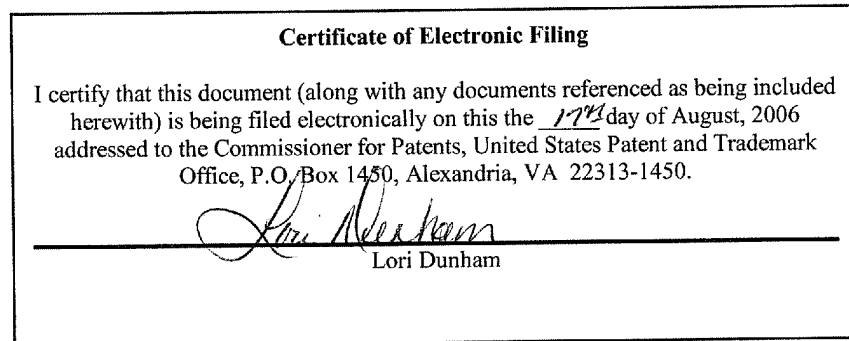 Certificate of Electronic Filing
I certify that this document (along with any documents referenced as being included
herewith) is being filed electronically on this the 17th day of August, 2006
addressed to the Commissioner for Patents, United States Patent and Trademark
Office, P.O. Box 1450, Alexandria, VA 22313-1450.
Lori Dunham
Lori Dunham